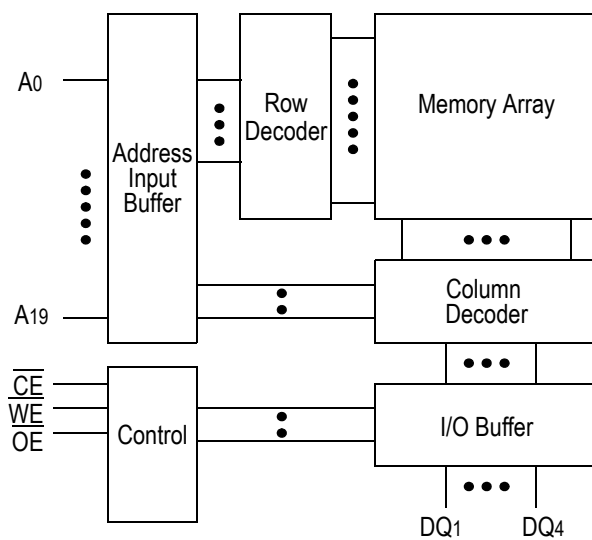 A0
Address
Input
Buffer
Row
Decoder
Memory Array
A19
Column
Decoder
CE
WE
OE
Control
I/O Buffer
DQ1
DQ4